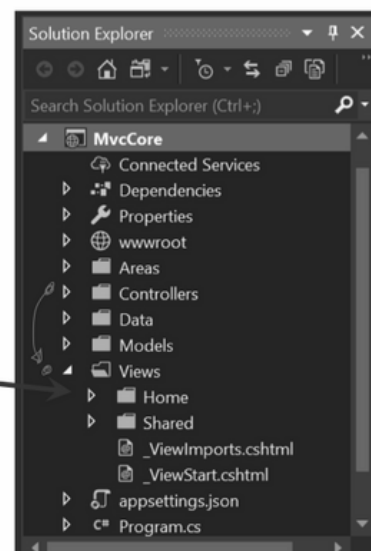 Solution Explorer
Search Solution Explorer (Ctrl+;)
MvcCore
Connected Services
Dependencies
Properties
wwwroot
Areas
Controllers
Data
Models
Views
Home
Shared
_ViewImports.cshtml
_ViewStart.cshtml
appsettings.json
C# Program.cs